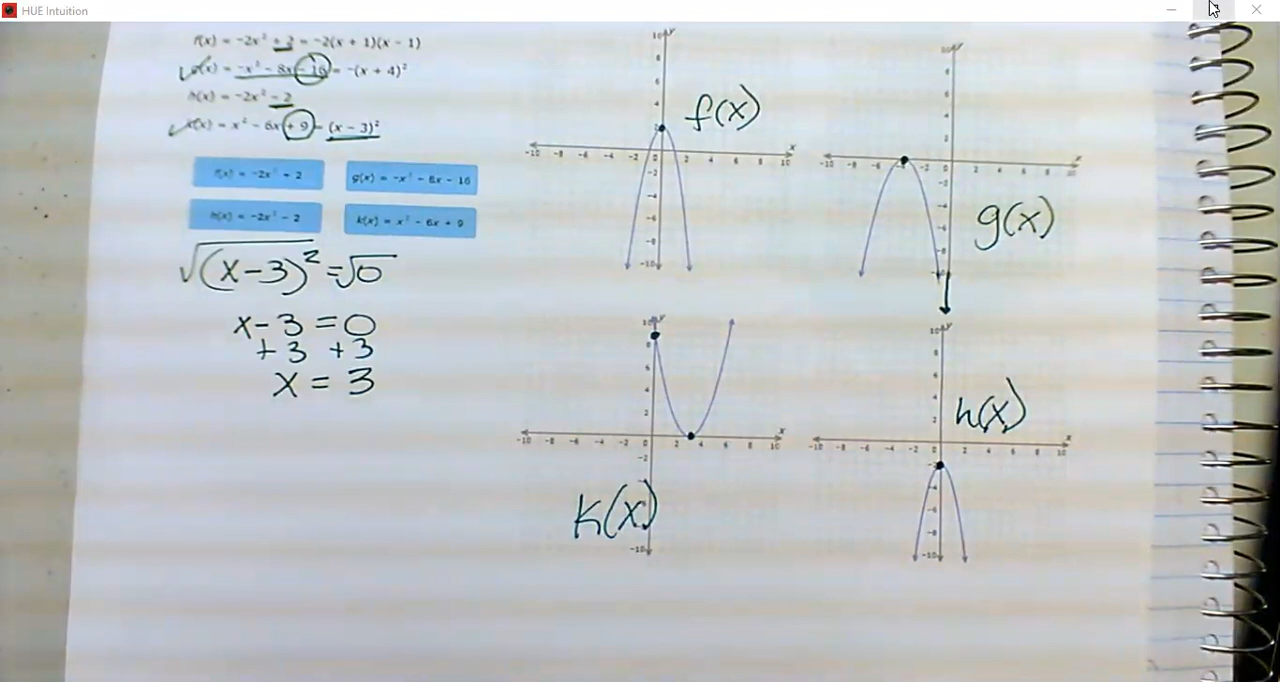 HUE Intuition
f(x) = -2x² + 2 = -2(x + 1)(x - 1)
g(x) = -x² - 8x - 16 = -(x + 4)²
h(x) = -2x² - 2
k(x) = x² - 6x + 9 = (x - 3)²
f(x) = -2x² + 2
g(x) = -x² - 8x - 16
h(x) = -2x² - 2
k(x) = x² - 6x + 9
√(x-3)² = √0
x - 3 = 0
+ 3 + 3
x = 3
f(x)
g(x)
k(x)
h(x)